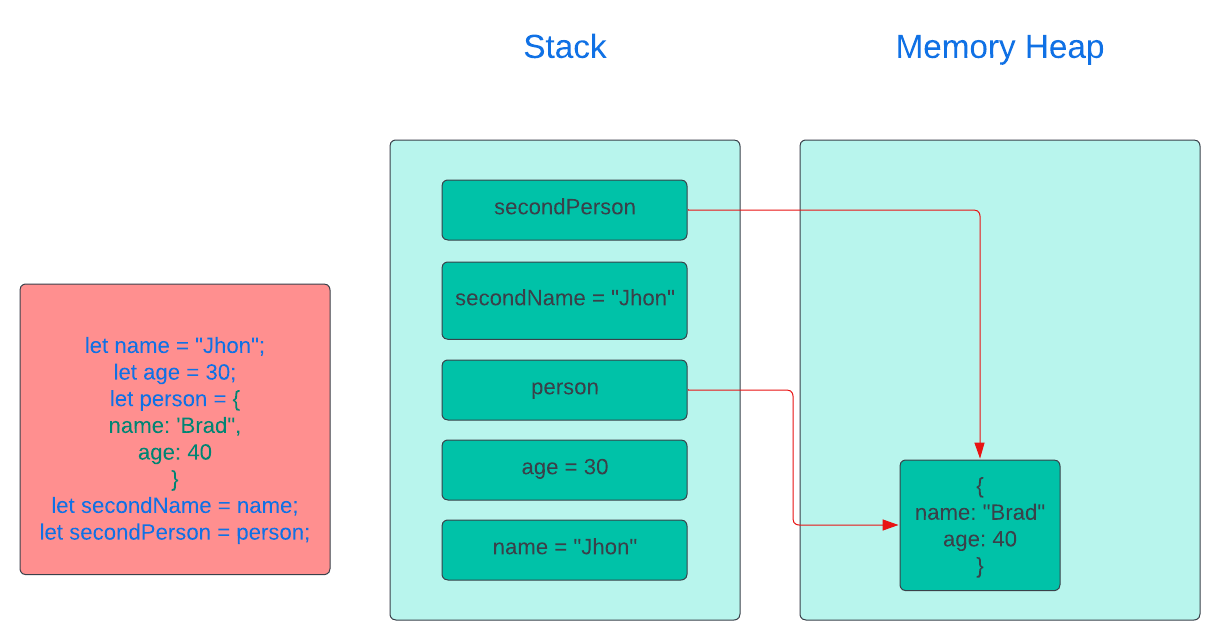 Stack
Memory Heap
let name = "Jhon";
let age = 30;
let person = {
name: 'Brad",
age: 40
}
let secondName = name;
let secondPerson = person;
secondPerson
secondName = "Jhon"
person
age = 30
name = "Jhon"
{
name: "Brad"
age: 40
}